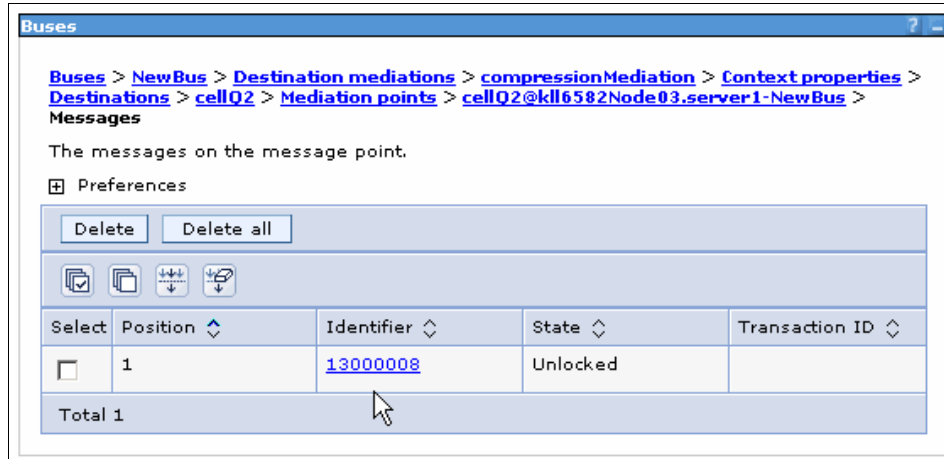 Buses ? –
Buses > NewBus > Destination mediations > compressionMediation > Context properties >
Destinations > cellQ2 > Mediation points > cellQ2@kll6582Node03.server1-NewBus >
Messages
The messages on the message point.
Preferences
Delete Delete all
Select Position Identifier State Transaction ID
1 13000008 Unlocked
Total 1